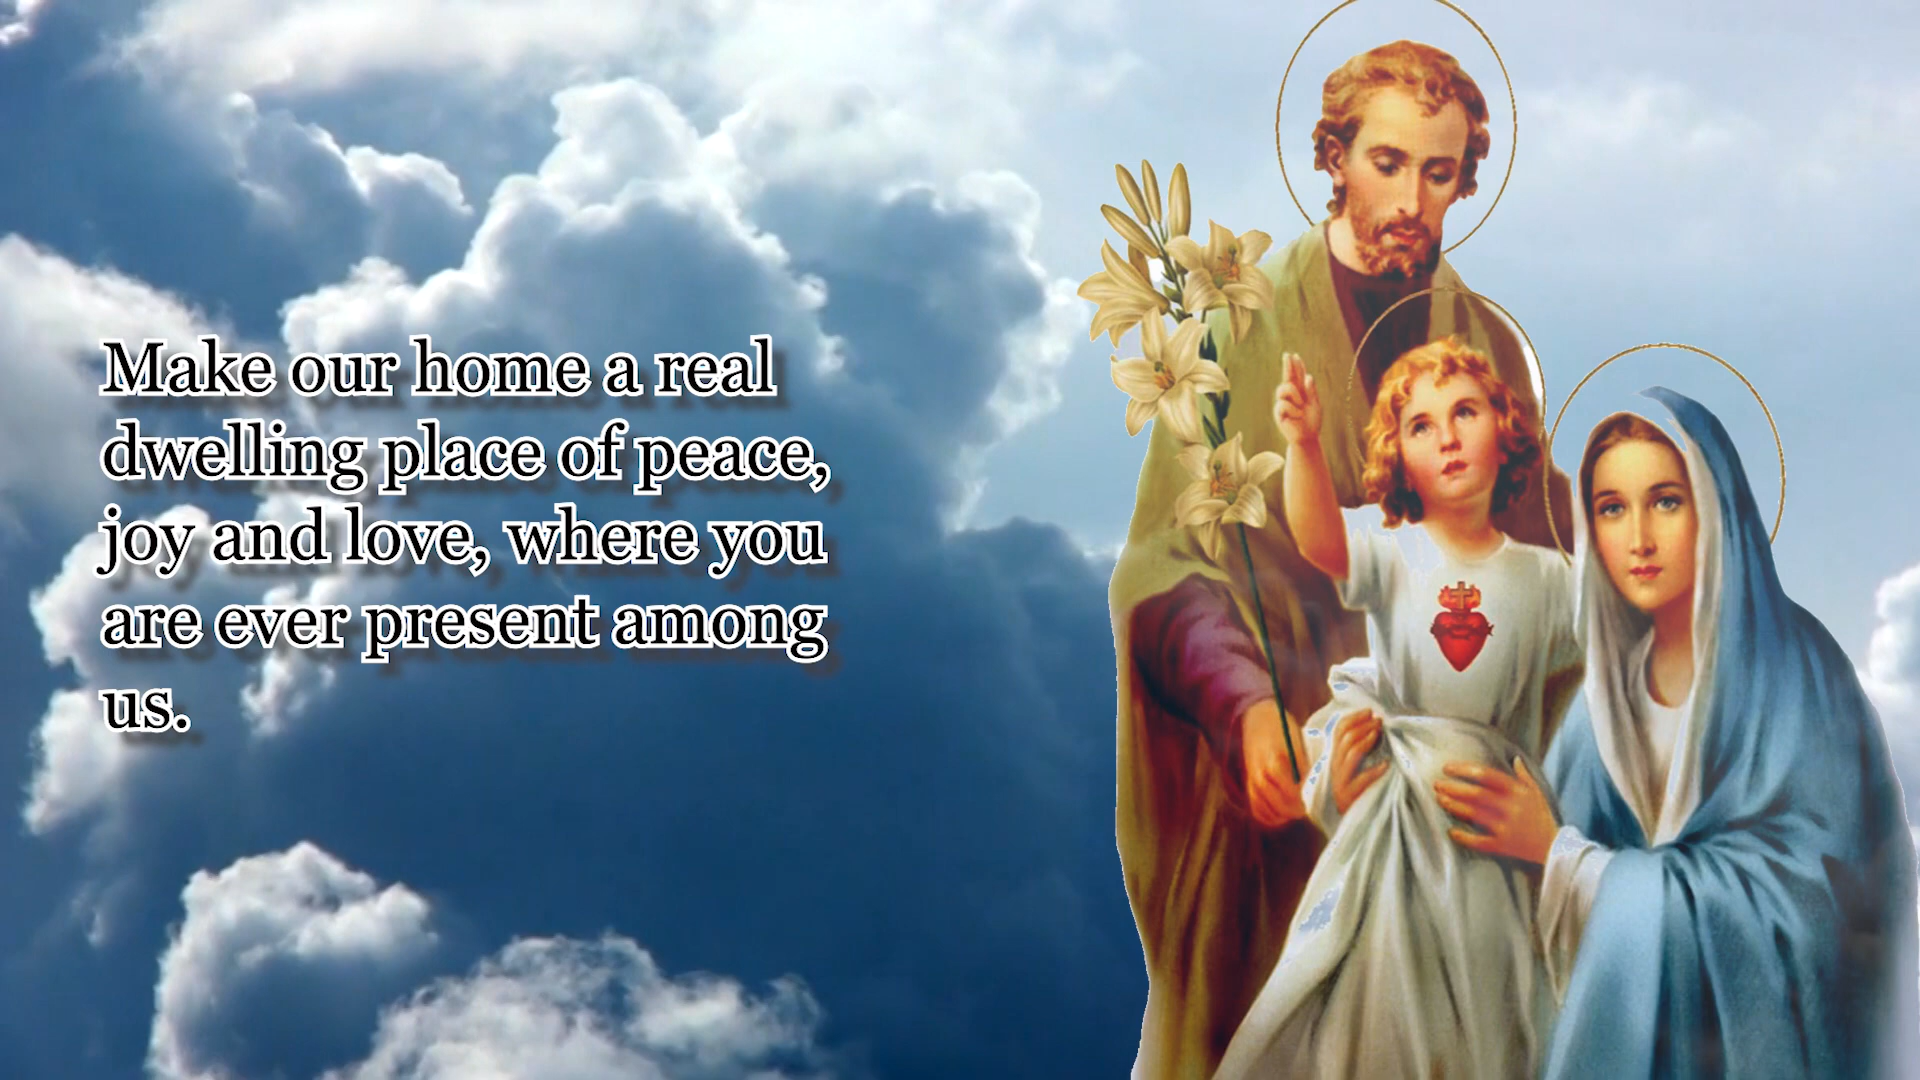 Make our home a real
dwelling place of peace,
joy and love, where you
are ever present among
us.